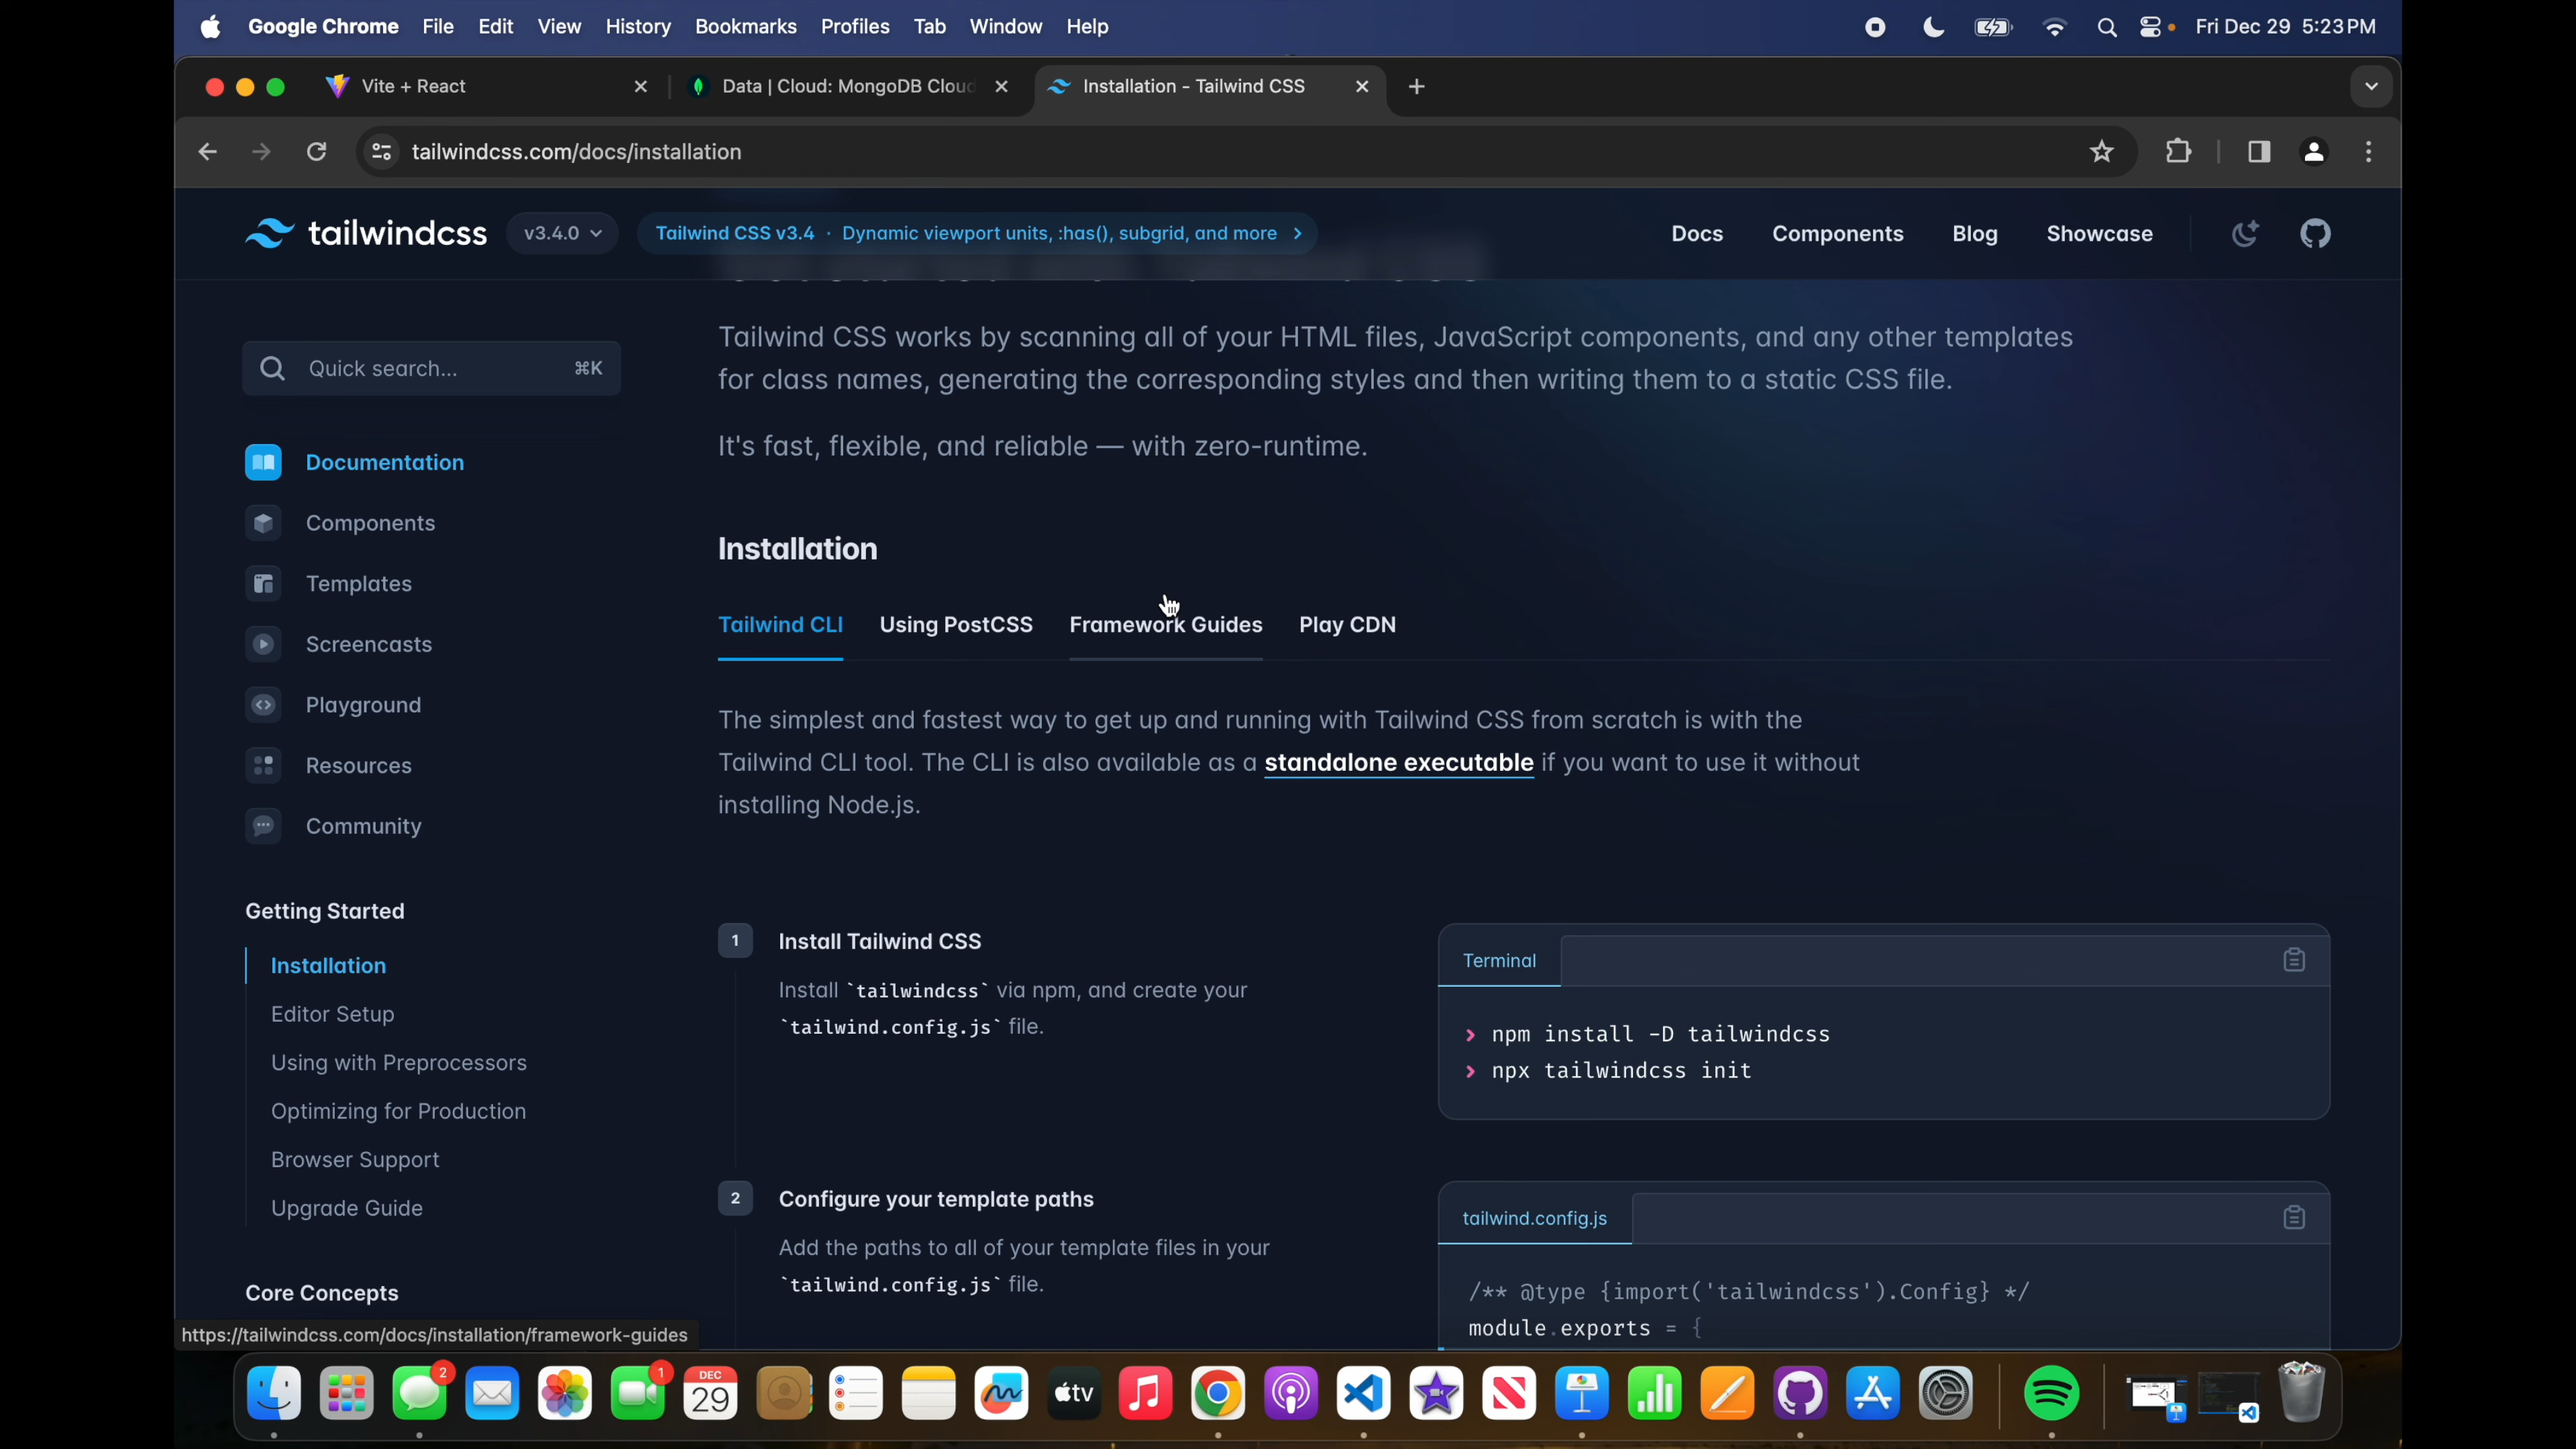 Google Chrome File Edit View History Bookmarks Profiles Tab Window Help
Fri Dec 29 5:23 PM
Vite + React
Data | Cloud: MongoDB Cloud
Installation - Tailwind CSS
tailwindcss.com/docs/installation
tailwindcss
v3.4.0
Tailwind CSS v3.4 · Dynamic viewport units, :has(), subgrid, and more
Docs
Components
Blog
Showcase
Quick search...
⌘K
Documentation
Components
Templates
Screencasts
Playground
Resources
Community
Getting Started
Installation
Editor Setup
Using with Preprocessors
Optimizing for Production
Browser Support
Upgrade Guide
Core Concepts
Tailwind CSS works by scanning all of your HTML files, JavaScript components, and any other templates
for class names, generating the corresponding styles and then writing them to a static CSS file.
It's fast, flexible, and reliable — with zero-runtime.
Installation
Tailwind CLI
Using PostCSS
Framework Guides
Play CDN
The simplest and fastest way to get up and running with Tailwind CSS from scratch is with the
Tailwind CLI tool. The CLI is also available as a standalone executable if you want to use it without
installing Node.js.
1
Install Tailwind CSS
Install `tailwindcss` via npm, and create your
`tailwind.config.js` file.
Terminal
> npm install -D tailwindcss
> npx tailwindcss init
2
Configure your template paths
Add the paths to all of your template files in your
`tailwind.config.js` file.
tailwind.config.js
/** @type {import('tailwindcss').Config} */
module.exports = {
https://tailwindcss.com/docs/installation/framework-guides
2
1
DEC
29
tv